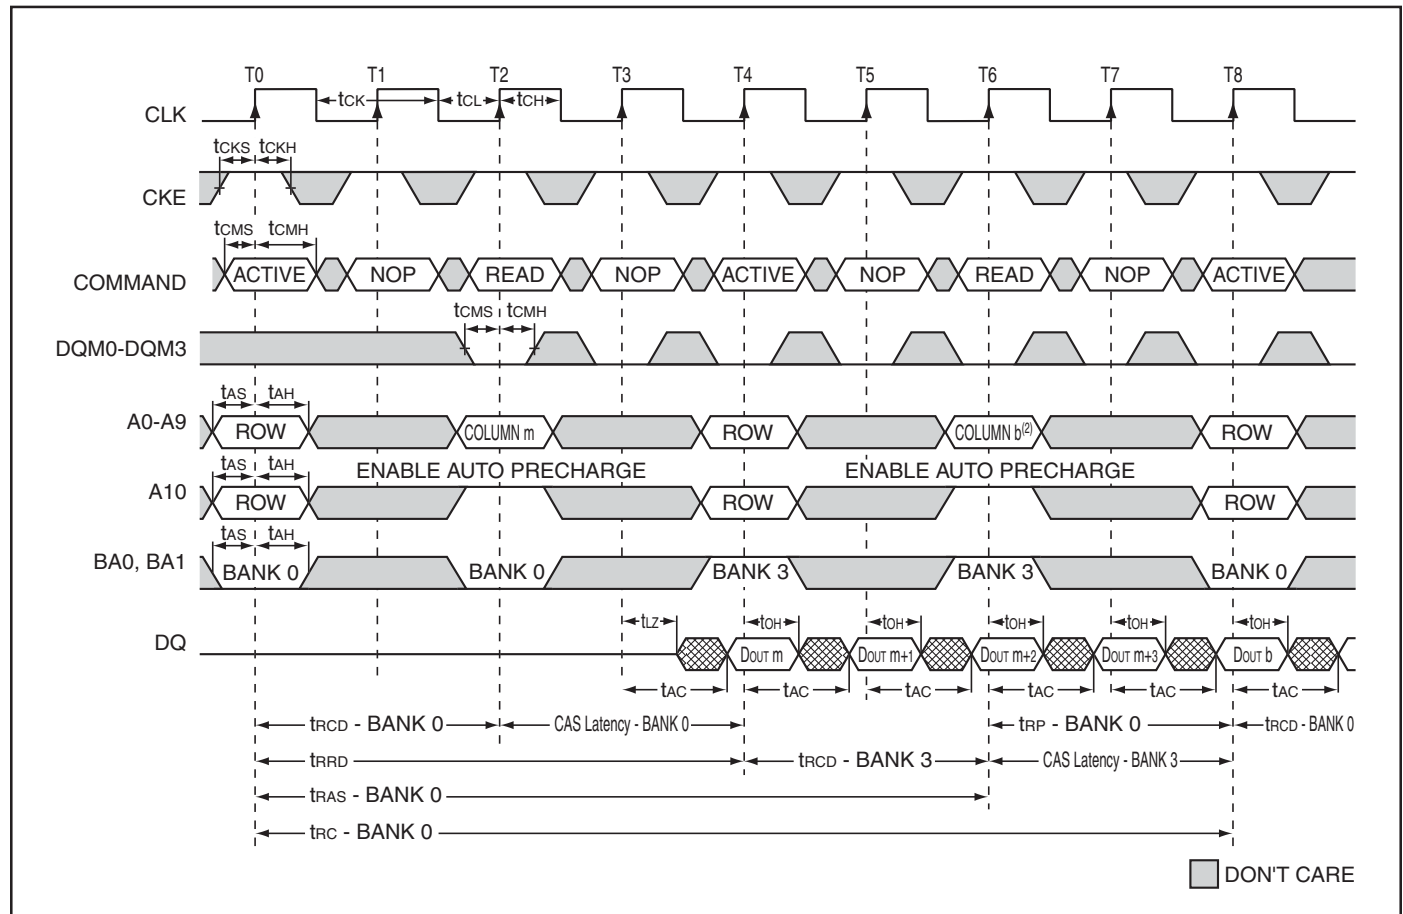 T0 T1 T2 T3 T4 T5 T6 T7 T8
CLK tCK tCL tCH
tCKS tCKH
CKE
tCMS tCMH
COMMAND ACTIVE NOP READ NOP ACTIVE NOP READ NOP ACTIVE
tCMS tCMH
DQM0-DQM3
tAS tAH
A0-A9 ROW COLUMN m ROW COLUMN b(2) ROW
tAS tAH ENABLE AUTO PRECHARGE ENABLE AUTO PRECHARGE
A10 ROW ROW ROW
tAS tAH
BA0, BA1 BANK 0 BANK 0 BANK 3 BANK 3 BANK 0
tLZ tOH tOH tOH tOH tOH
DQ DOUT m DOUT m+1 DOUT m+2 DOUT m+3 DOUT b
tAC tAC tAC tAC tAC tAC
tRCD - BANK 0 CAS Latency - BANK 0 tRP - BANK 0 tRCD - BANK 0
tRRD tRCD - BANK 3 CAS Latency - BANK 3
tRAS - BANK 0
tRC - BANK 0
DON'T CARE